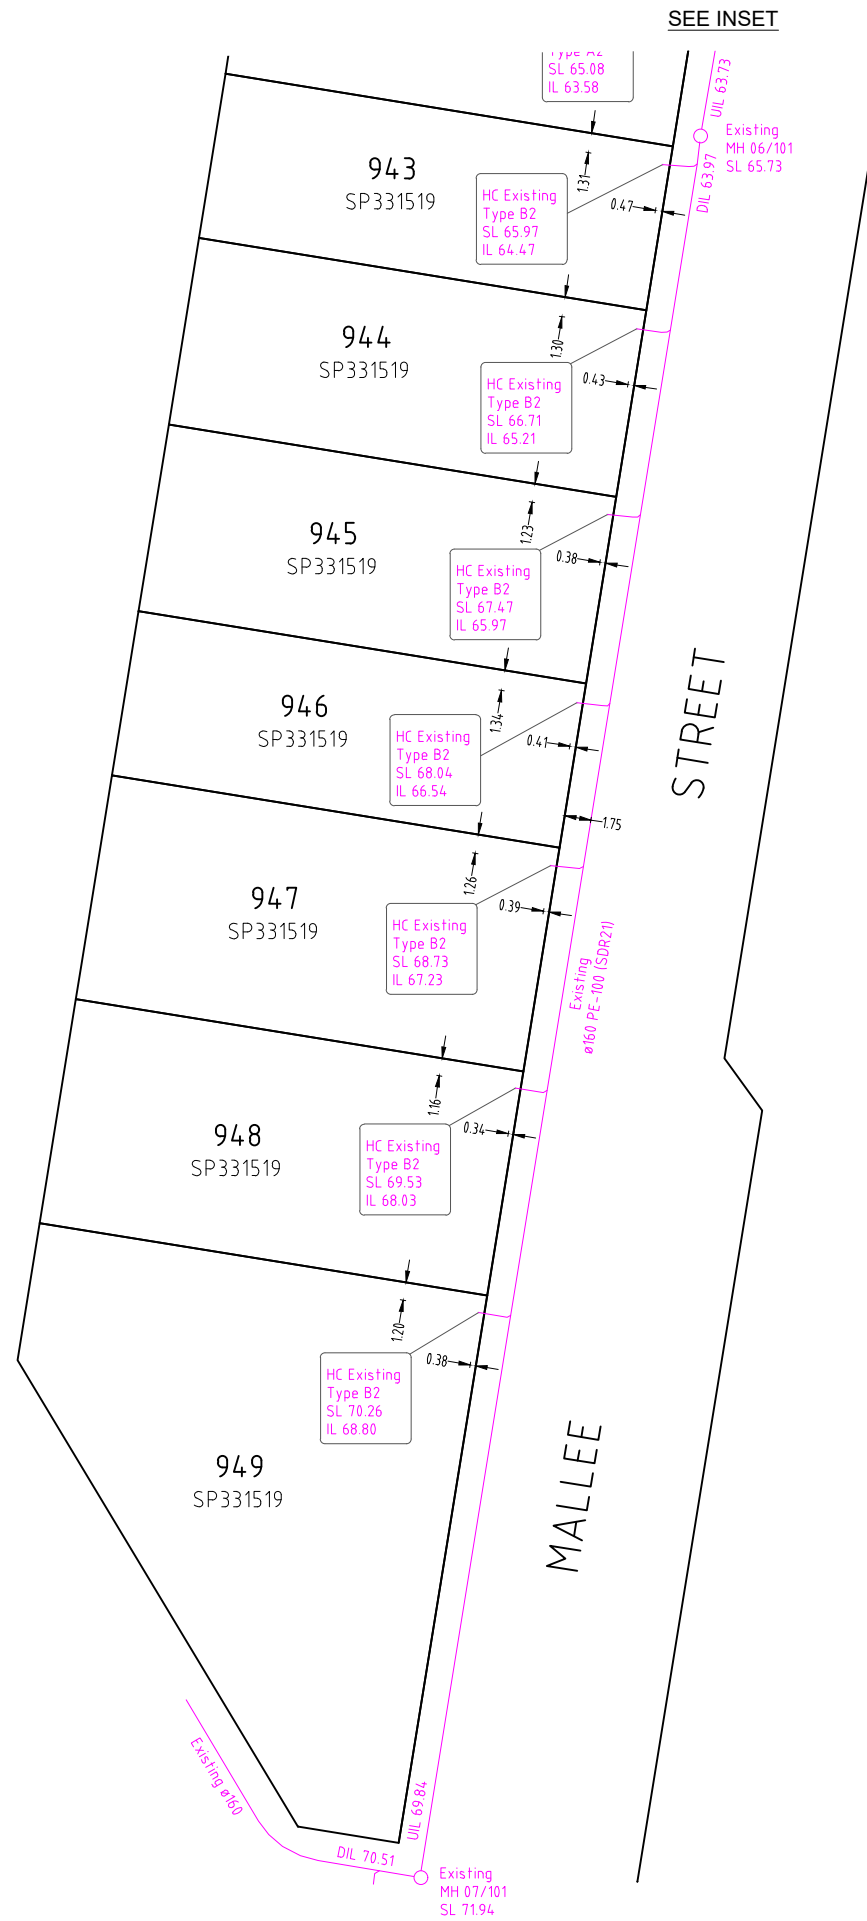 SEE INSET
Type A2
SL 65.08
IL 63.58
UIL 63.73
Existing
MH 06/101
SL 65.73
DIL 63.97
943
SP331519
1.31
HC Existing
Type B2
SL 65.97
IL 64.47
0.47
944
SP331519
1.30
HC Existing
Type B2
SL 66.71
IL 65.21
0.43
945
SP331519
1.23
HC Existing
Type B2
SL 67.47
IL 65.97
0.38
946
SP331519
1.34
HC Existing
Type B2
SL 68.04
IL 66.54
0.41
STREET
1.75
947
SP331519
1.26
HC Existing
Type B2
SL 68.73
IL 67.23
0.39
Existing
ø160 PE-100 (SDR21)
948
SP331519
1.16
HC Existing
Type B2
SL 69.53
IL 68.03
0.34
1.20
HC Existing
Type B2
SL 70.26
IL 68.80
0.38
949
SP331519
MALLEE
Existing ø160
UIL 69.84
DIL 70.51
Existing
MH 07/101
SL 71.94